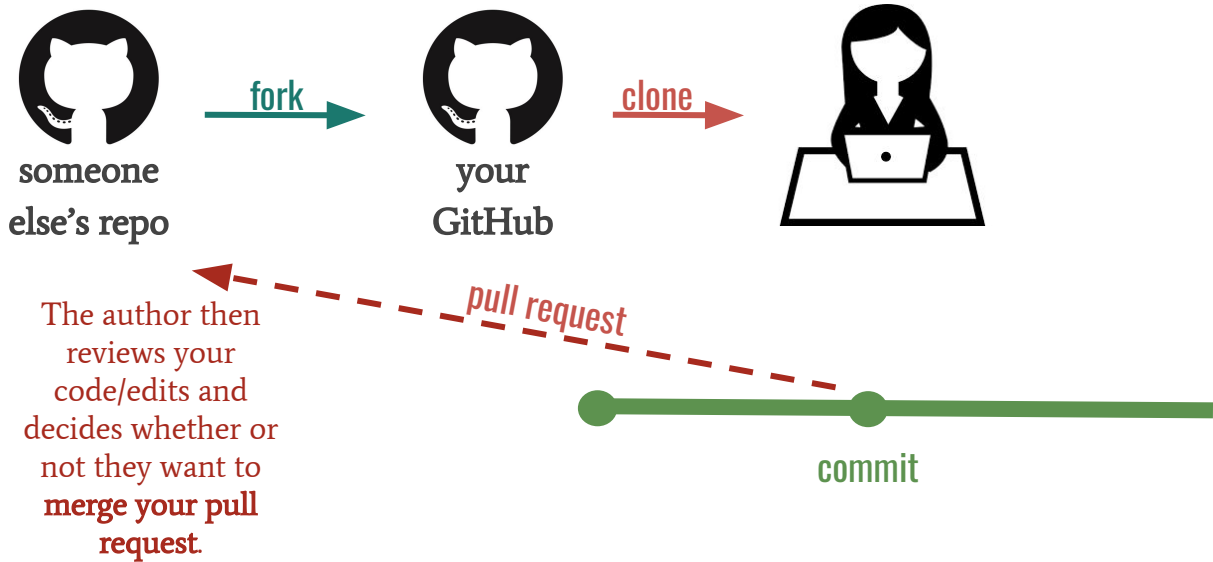 fork
clone
someone
else’s repo
your
GitHub
pull request
The author then
reviews your
code/edits and
decides whether or
not they want to
merge your pull
request.
commit